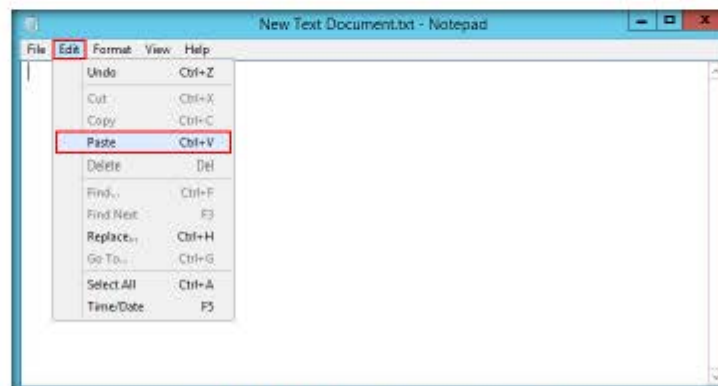 New Text Document.txt - Notepad
File Edit Format View Help
Undo Ctrl+Z
Cut Ctrl+X
Copy Ctrl+C
Paste Ctrl+V
Delete Del
Find... Ctrl+F
Find Next F3
Replace... Ctrl+H
Go To... Ctrl+G
Select All Ctrl+A
Time/Date F5